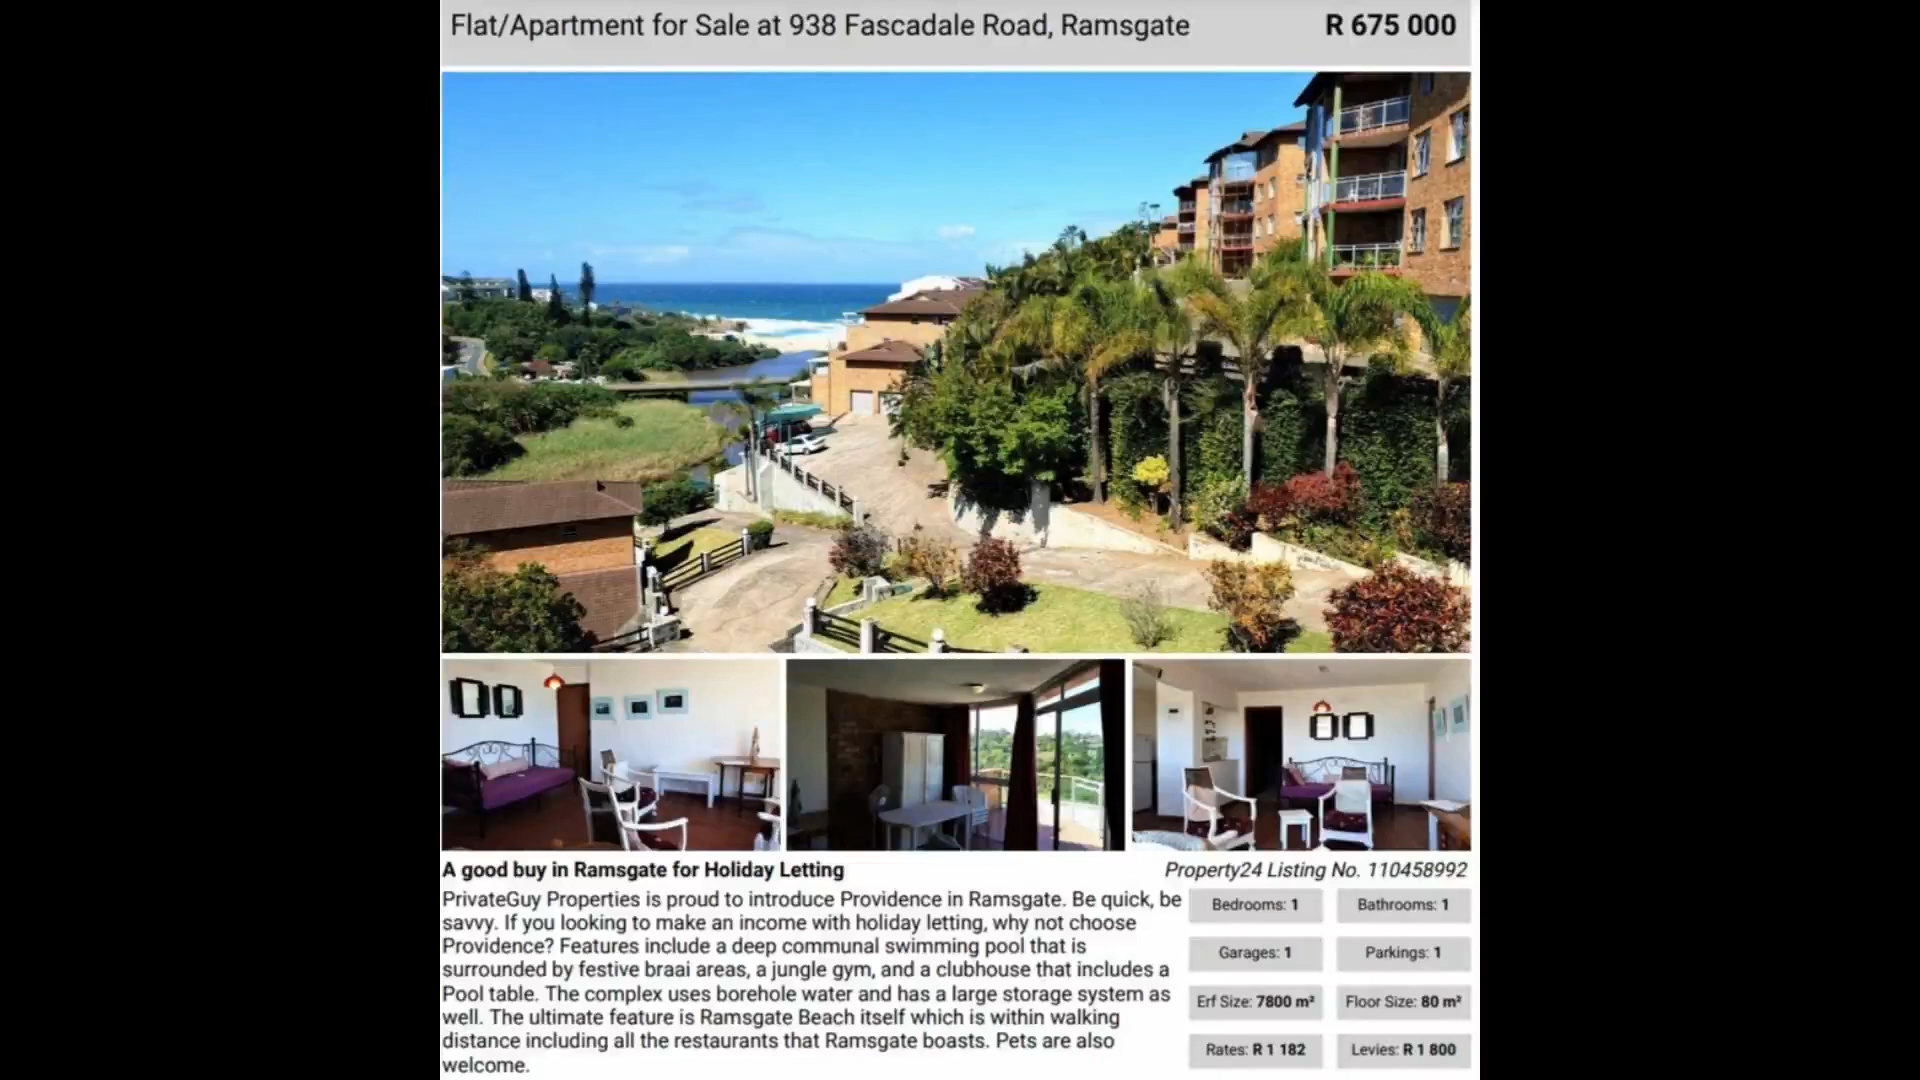 Flat/Apartment for Sale at 938 Fascadale Road, Ramsgate
R 675 000
A good buy in Ramsgate for Holiday Letting
Property24 Listing No. 110458992
PrivateGuy Properties is proud to introduce Providence in Ramsgate. Be quick, be
savvy. If you looking to make an income with holiday letting, why not choose
Providence? Features include a deep communal swimming pool that is
surrounded by festive braai areas, a jungle gym, and a clubhouse that includes a
Pool table. The complex uses borehole water and has a large storage system as
well. The ultimate feature is Ramsgate Beach itself which is within walking
distance including all the restaurants that Ramsgate boasts. Pets are also
welcome.
Bedrooms: 1
Bathrooms: 1
Garages: 1
Parkings: 1
Erf Size: 7800 m²
Floor Size: 80 m²
Rates: R 1 182
Levies: R 1 800